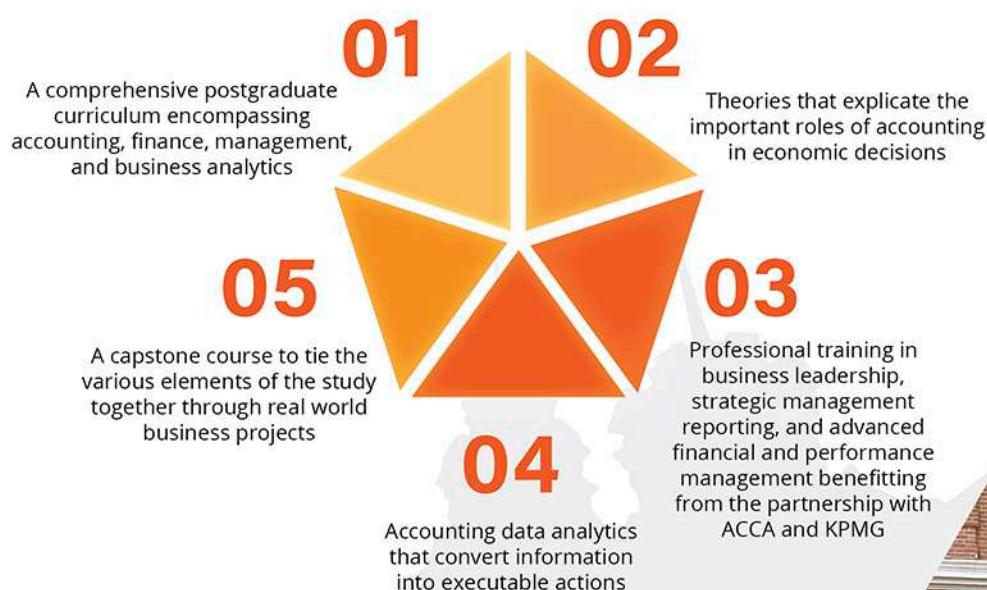 01
A comprehensive postgraduate
curriculum encompassing
accounting, finance, management,
and business analytics
02
Theories that explicate the
important roles of accounting
in economic decisions
03
Professional training in
business leadership,
strategic management
reporting, and advanced
financial and performance
management benefitting
from the partnership with
ACCA and KPMG
04
Accounting data analytics
that convert information
into executable actions
05
A capstone course to tie the
various elements of the study
together through real world
business projects